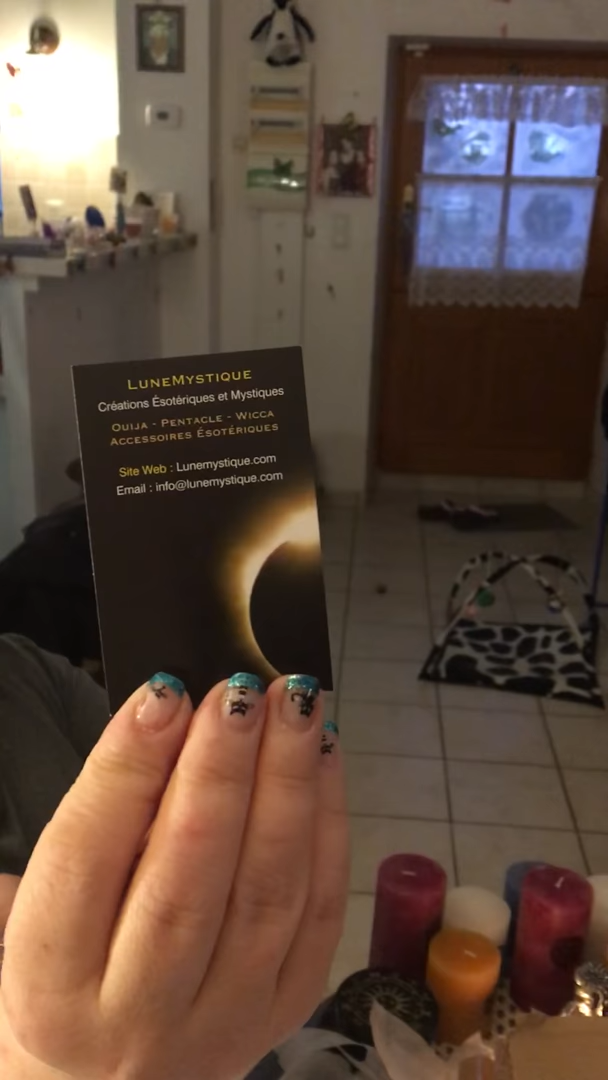 LuneMystique
Créations Ésotériques et Mystiques
Ouija - Pentacle - Wicca
Accessoires Ésotériques
Site Web : Lunemystique.com
Email : info@lunemystique.com